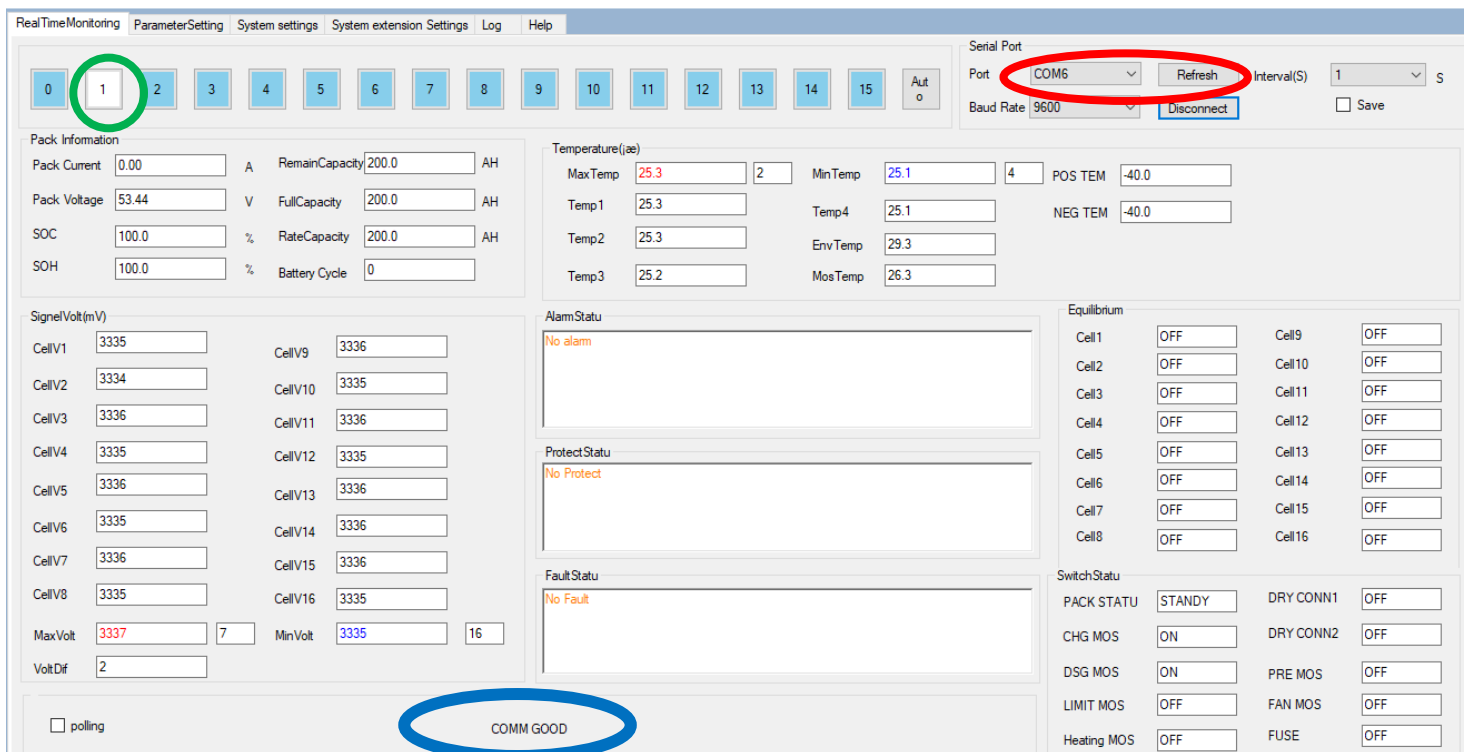 RealTimeMonitoring ParameterSetting System settings System extension Settings Log Help
0 1 2 3 4 5 6 7 8 9 10 11 12 13 14 15 Aut o
Serial Port
Port COM6 Refresh Interval(S) 1 S
Baud Rate 9600 Disconnect Save
Pack Information
Pack Current 0.00 A RemainCapacity 200.0 AH
Pack Voltage 53.44 V FullCapacity 200.0 AH
SOC 100.0 % RateCapacity 200.0 AH
SOH 100.0 % Battery Cycle 0
Temperature(¡æ)
MaxTemp 25.3 2 MinTemp 25.1 4 POS TEM -40.0
Temp1 25.3 Temp4 25.1 NEG TEM -40.0
Temp2 25.3 EnvTemp 29.3
Temp3 25.2 MosTemp 26.3
SignelVolt(mV)
CellV1 3335 CellV9 3336
CellV2 3334 CellV10 3335
CellV3 3336 CellV11 3336
CellV4 3335 CellV12 3335
CellV5 3336 CellV13 3336
CellV6 3335 CellV14 3336
CellV7 3336 CellV15 3336
CellV8 3335 CellV16 3335
MaxVolt 3337 7 MinVolt 3335 16
VoltDif 2
AlarmStatu
No alarm
ProtectStatu
No Protect
FaultStatu
No Fault
Equilibrium
Cell1 OFF Cell9 OFF
Cell2 OFF Cell10 OFF
Cell3 OFF Cell11 OFF
Cell4 OFF Cell12 OFF
Cell5 OFF Cell13 OFF
Cell6 OFF Cell14 OFF
Cell7 OFF Cell15 OFF
Cell8 OFF Cell16 OFF
SwitchStatu
PACK STATU STANDY DRY CONN1 OFF
CHG MOS ON DRY CONN2 OFF
DSG MOS ON PRE MOS OFF
LIMIT MOS OFF FAN MOS OFF
Heating MOS OFF FUSE OFF
polling COMM GOOD